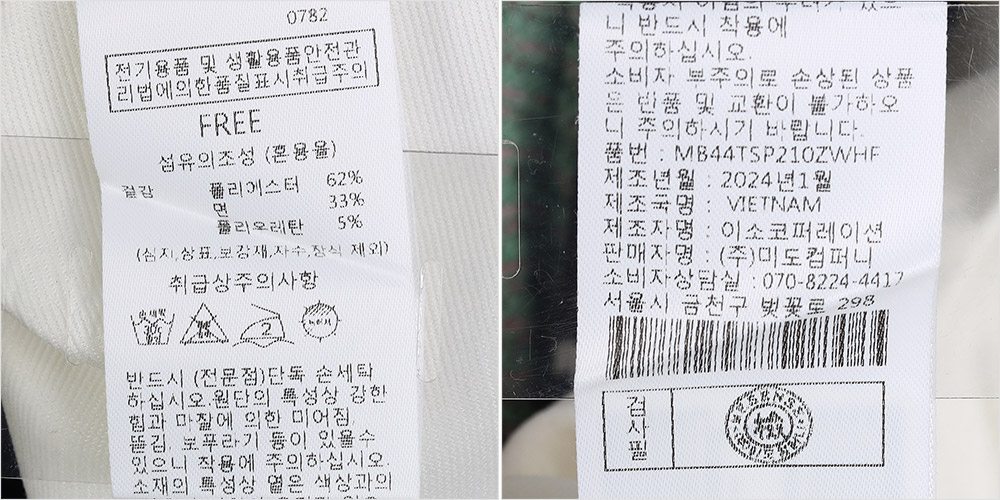 0782
전기용품 및 생활용품안전관
리법에의한품질표시취급주의
FREE
섬유의조성 (혼용율)
겉감 폴리에스터 62%
면 33%
폴리우레탄 5%
(심지,상표,보강재,자수,장식 제외)
취급상주의사항
2
반드시 (전문점)단독 손세탁
하십시오.원단의 특성상 강한
힘과 마찰에 의한 미어짐,
뜯김, 보푸라기 등이 있을수
있으니 착용에 주의하십시오.
소재의 특성상 옅은 색상과의
니 반드시 착용에
주의하십시오.
소비자 부주의로 손상된 상품
은 반품 및 교환이 불가하오
니 주의하시기 바랍니다.
품번 : MB44TSP210ZWHF
제조년월 : 2024년1월
제조국명 : VIETNAM
제조자명 : 이소코퍼레이션
판매자명 : (주)미도컴퍼니
소비자상담실 : 070-8224-4417
서울시 금천구 벚꽃로 298
검사필